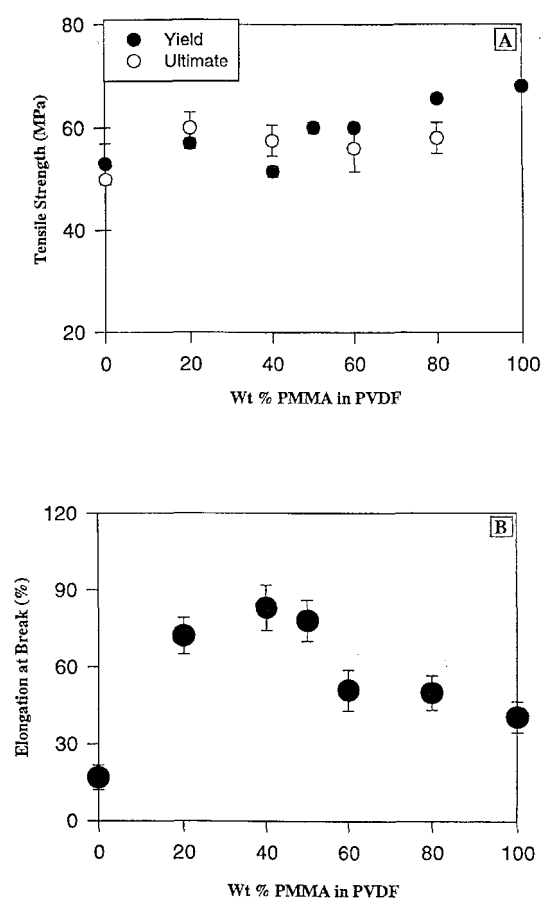 80
A
Yield
Ultimate
60
40
20
Tensile Strength (MPa)
0 20 40 60 80 100
Wt % PMMA in PVDF
120
B
90
60
30
0
Elongation at Break (%)
0 20 40 60 80 100
Wt % PMMA in PVDF